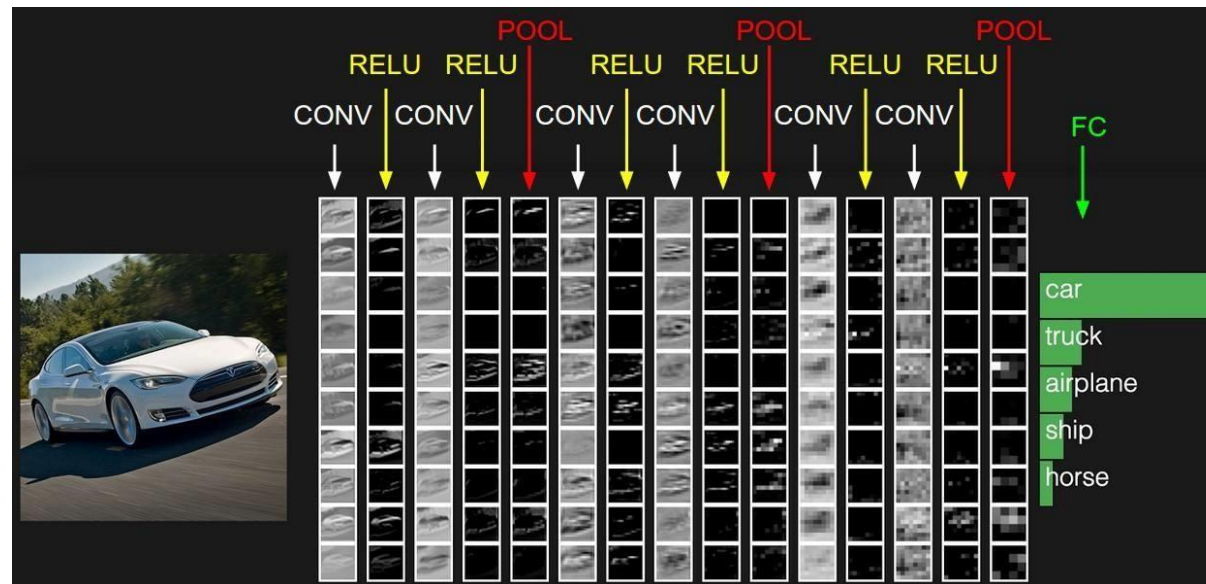 POOL POOL POOL
RELU RELU RELU RELU RELU RELU
CONV CONV CONV CONV CONV CONV
FC
car
truck
airplane
ship
horse